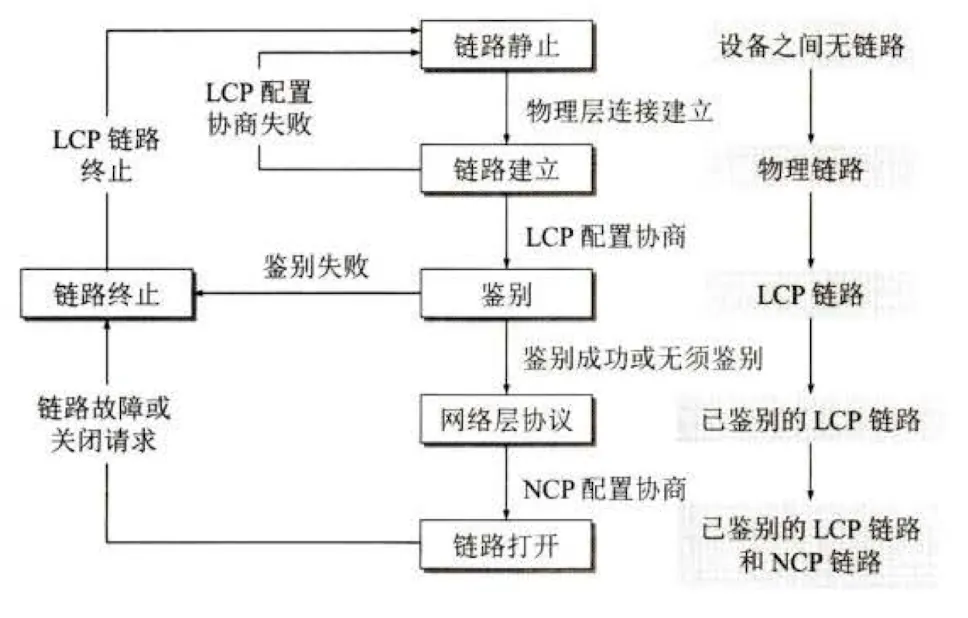 链路静止
设备之间无链路
LCP 配置
协商失败
物理层连接建立
LCP 链路
终止
链路建立
物理链路
LCP 配置协商
鉴别失败
链路终止
鉴别
LCP 链路
鉴别成功或无须鉴别
链路故障或
关闭请求
网络层协议
已鉴别的 LCP 链路
NCP 配置协商
链路打开
已鉴别的 LCP 链路
和 NCP 链路